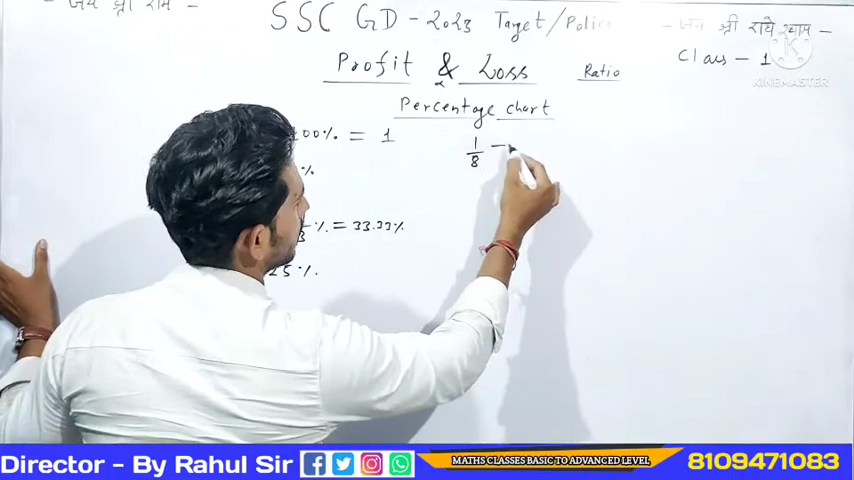 - जय श्री राम -
SSC GD - 2023 Target/Police
- जय श्री राधे श्याम -
Class - 1
KINEMASTER
Profit & Loss
Ratio
Percentage chart
100% = 1
1/8 -
%
% = 33.33%
25%.
Director - By Rahul Sir
MATHS CLASSES BASIC TO ADVANCED LEVEL
8109471083